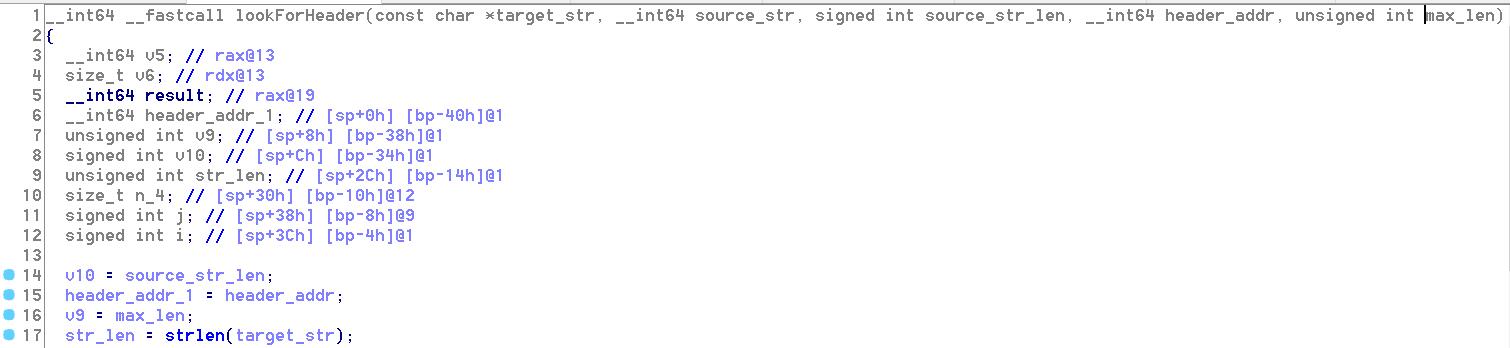 1 __int64 __fastcall lookForHeader(const char *target_str, __int64 source_str, signed int source_str_len, __int64 header_addr, unsigned int max_len)
2 {
3 __int64 v5; // rax@13
4 size_t v6; // rdx@13
5 __int64 result; // rax@19
6 __int64 header_addr_1; // [sp+0h] [bp-40h]@1
7 unsigned int v9; // [sp+8h] [bp-38h]@1
8 signed int v10; // [sp+Ch] [bp-34h]@1
9 unsigned int str_len; // [sp+2Ch] [bp-14h]@1
10 size_t n_4; // [sp+30h] [bp-10h]@12
11 signed int j; // [sp+38h] [bp-8h]@9
12 signed int i; // [sp+3Ch] [bp-4h]@1
13
14 v10 = source_str_len;
15 header_addr_1 = header_addr;
16 v9 = max_len;
17 str_len = strlen(target_str);